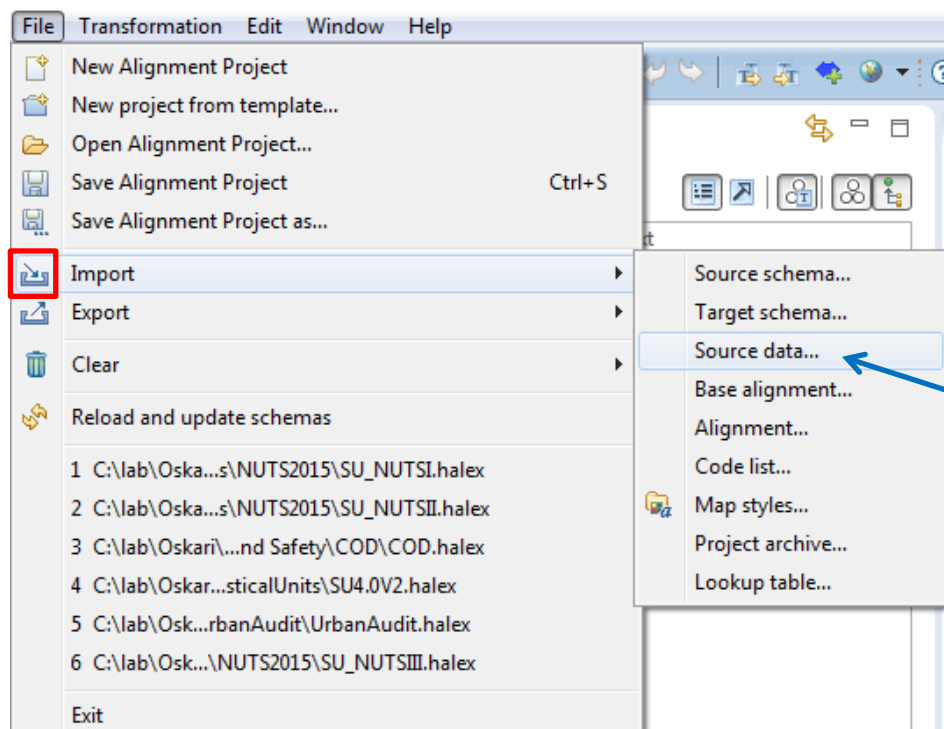 File Transformation Edit Window Help
New Alignment Project
New project from template...
Open Alignment Project...
Save Alignment Project Ctrl+S
Save Alignment Project as...
Import
Export
Clear
Reload and update schemas
1 C:\lab\Oska...s\NUTS2015\SU_NUTSI.halex
2 C:\lab\Oska...s\NUTS2015\SU_NUTSII.halex
3 C:\lab\Oskari\...nd Safety\COD\COD.halex
4 C:\lab\Oskar...sticalUnits\SU4.0V2.halex
5 C:\lab\Osk...rbanAudit\UrbanAudit.halex
6 C:\lab\Osk...\NUTS2015\SU_NUTSIII.halex
Exit
Source schema...
Target schema...
Source data...
Base alignment...
Alignment...
Code list...
Map styles...
Project archive...
Lookup table...